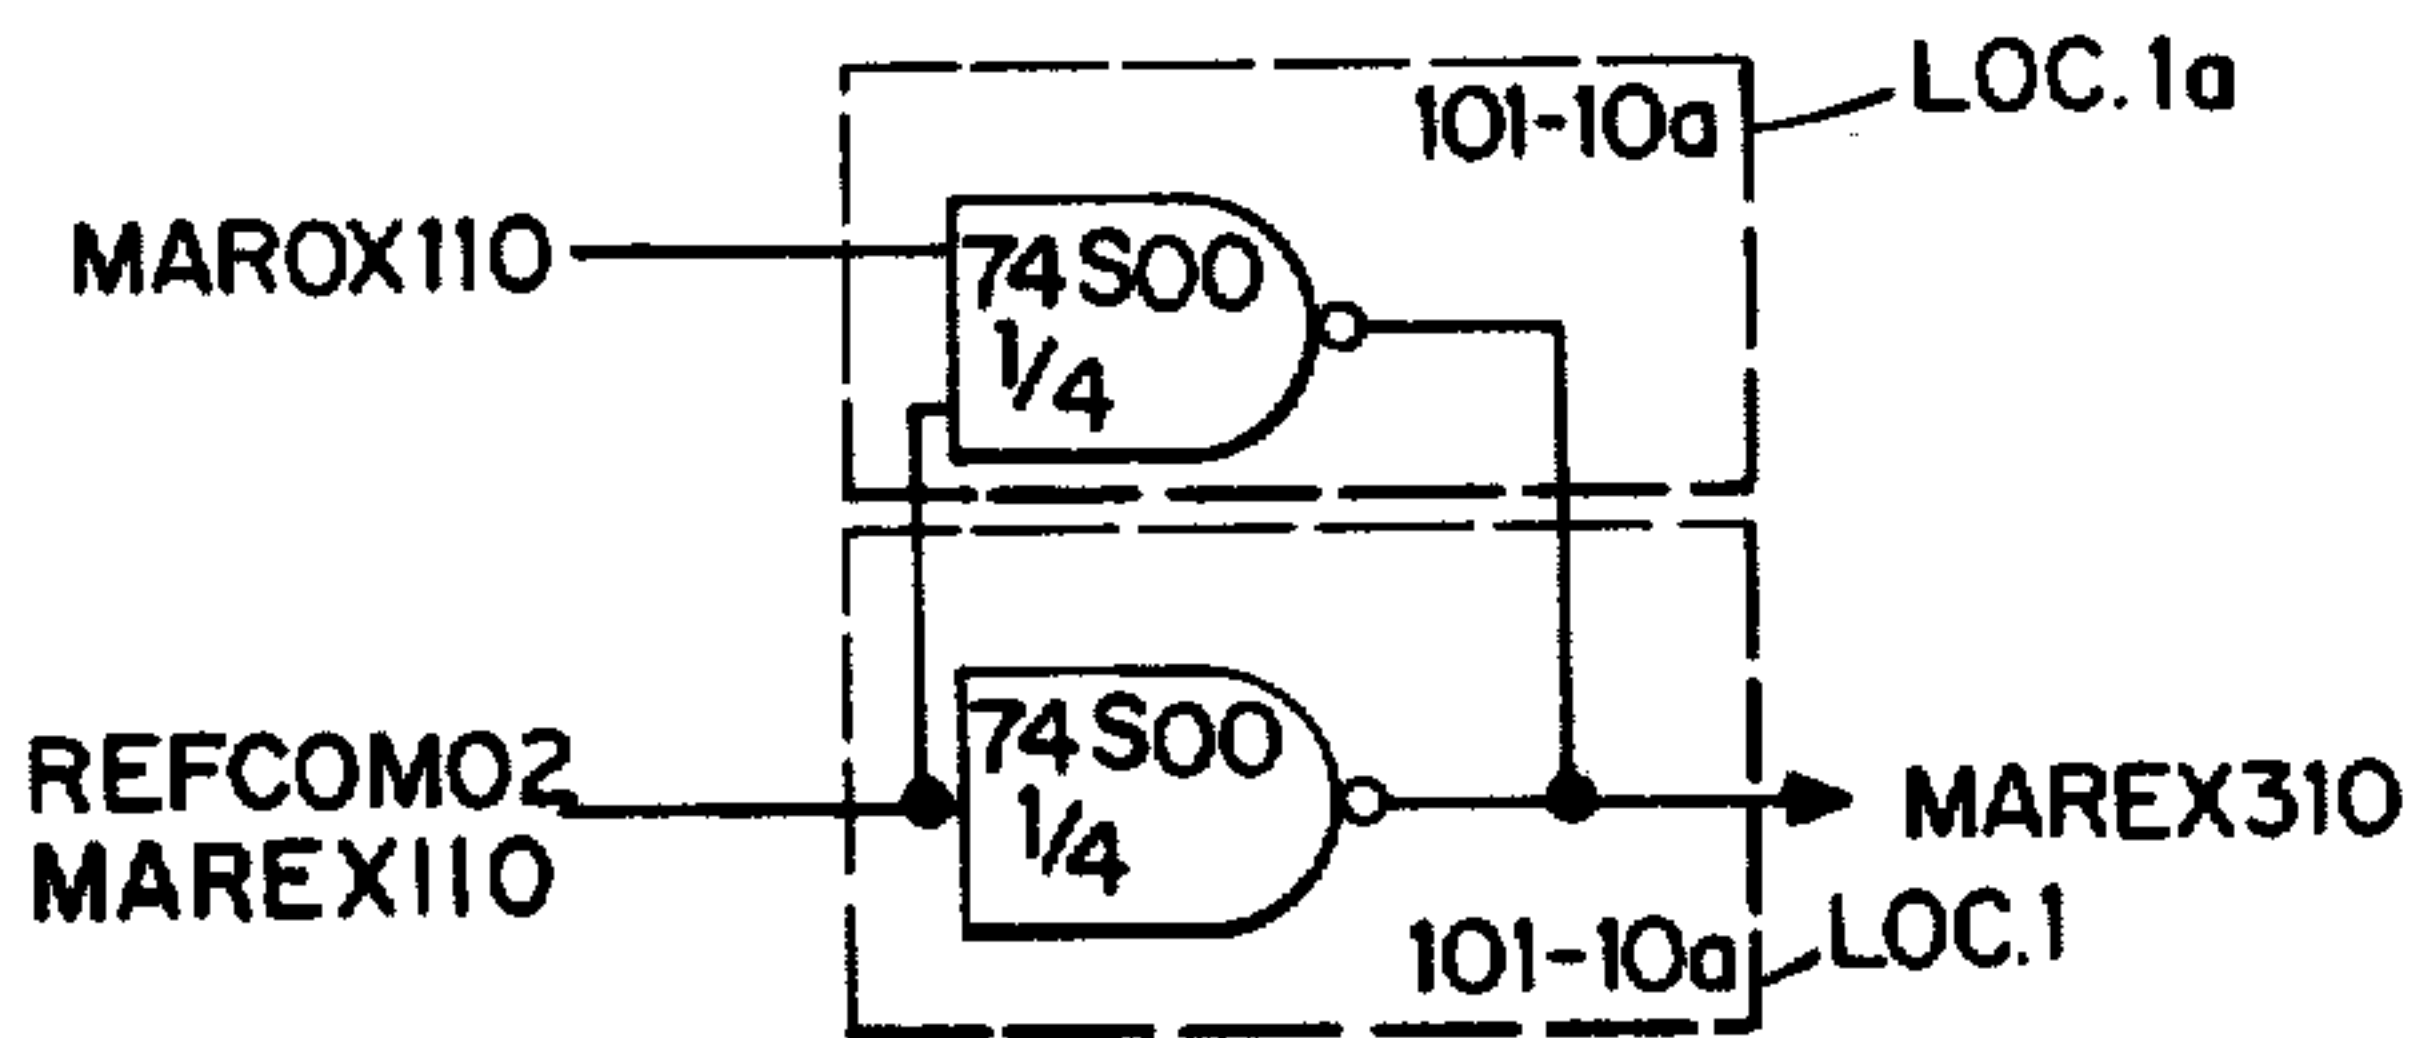 LOC.1a
101-10a
MAROX110
74S00
1/4
74S00
1/4
REFCOM02
MAREX110
MAREX310
101-10a
LOC.1